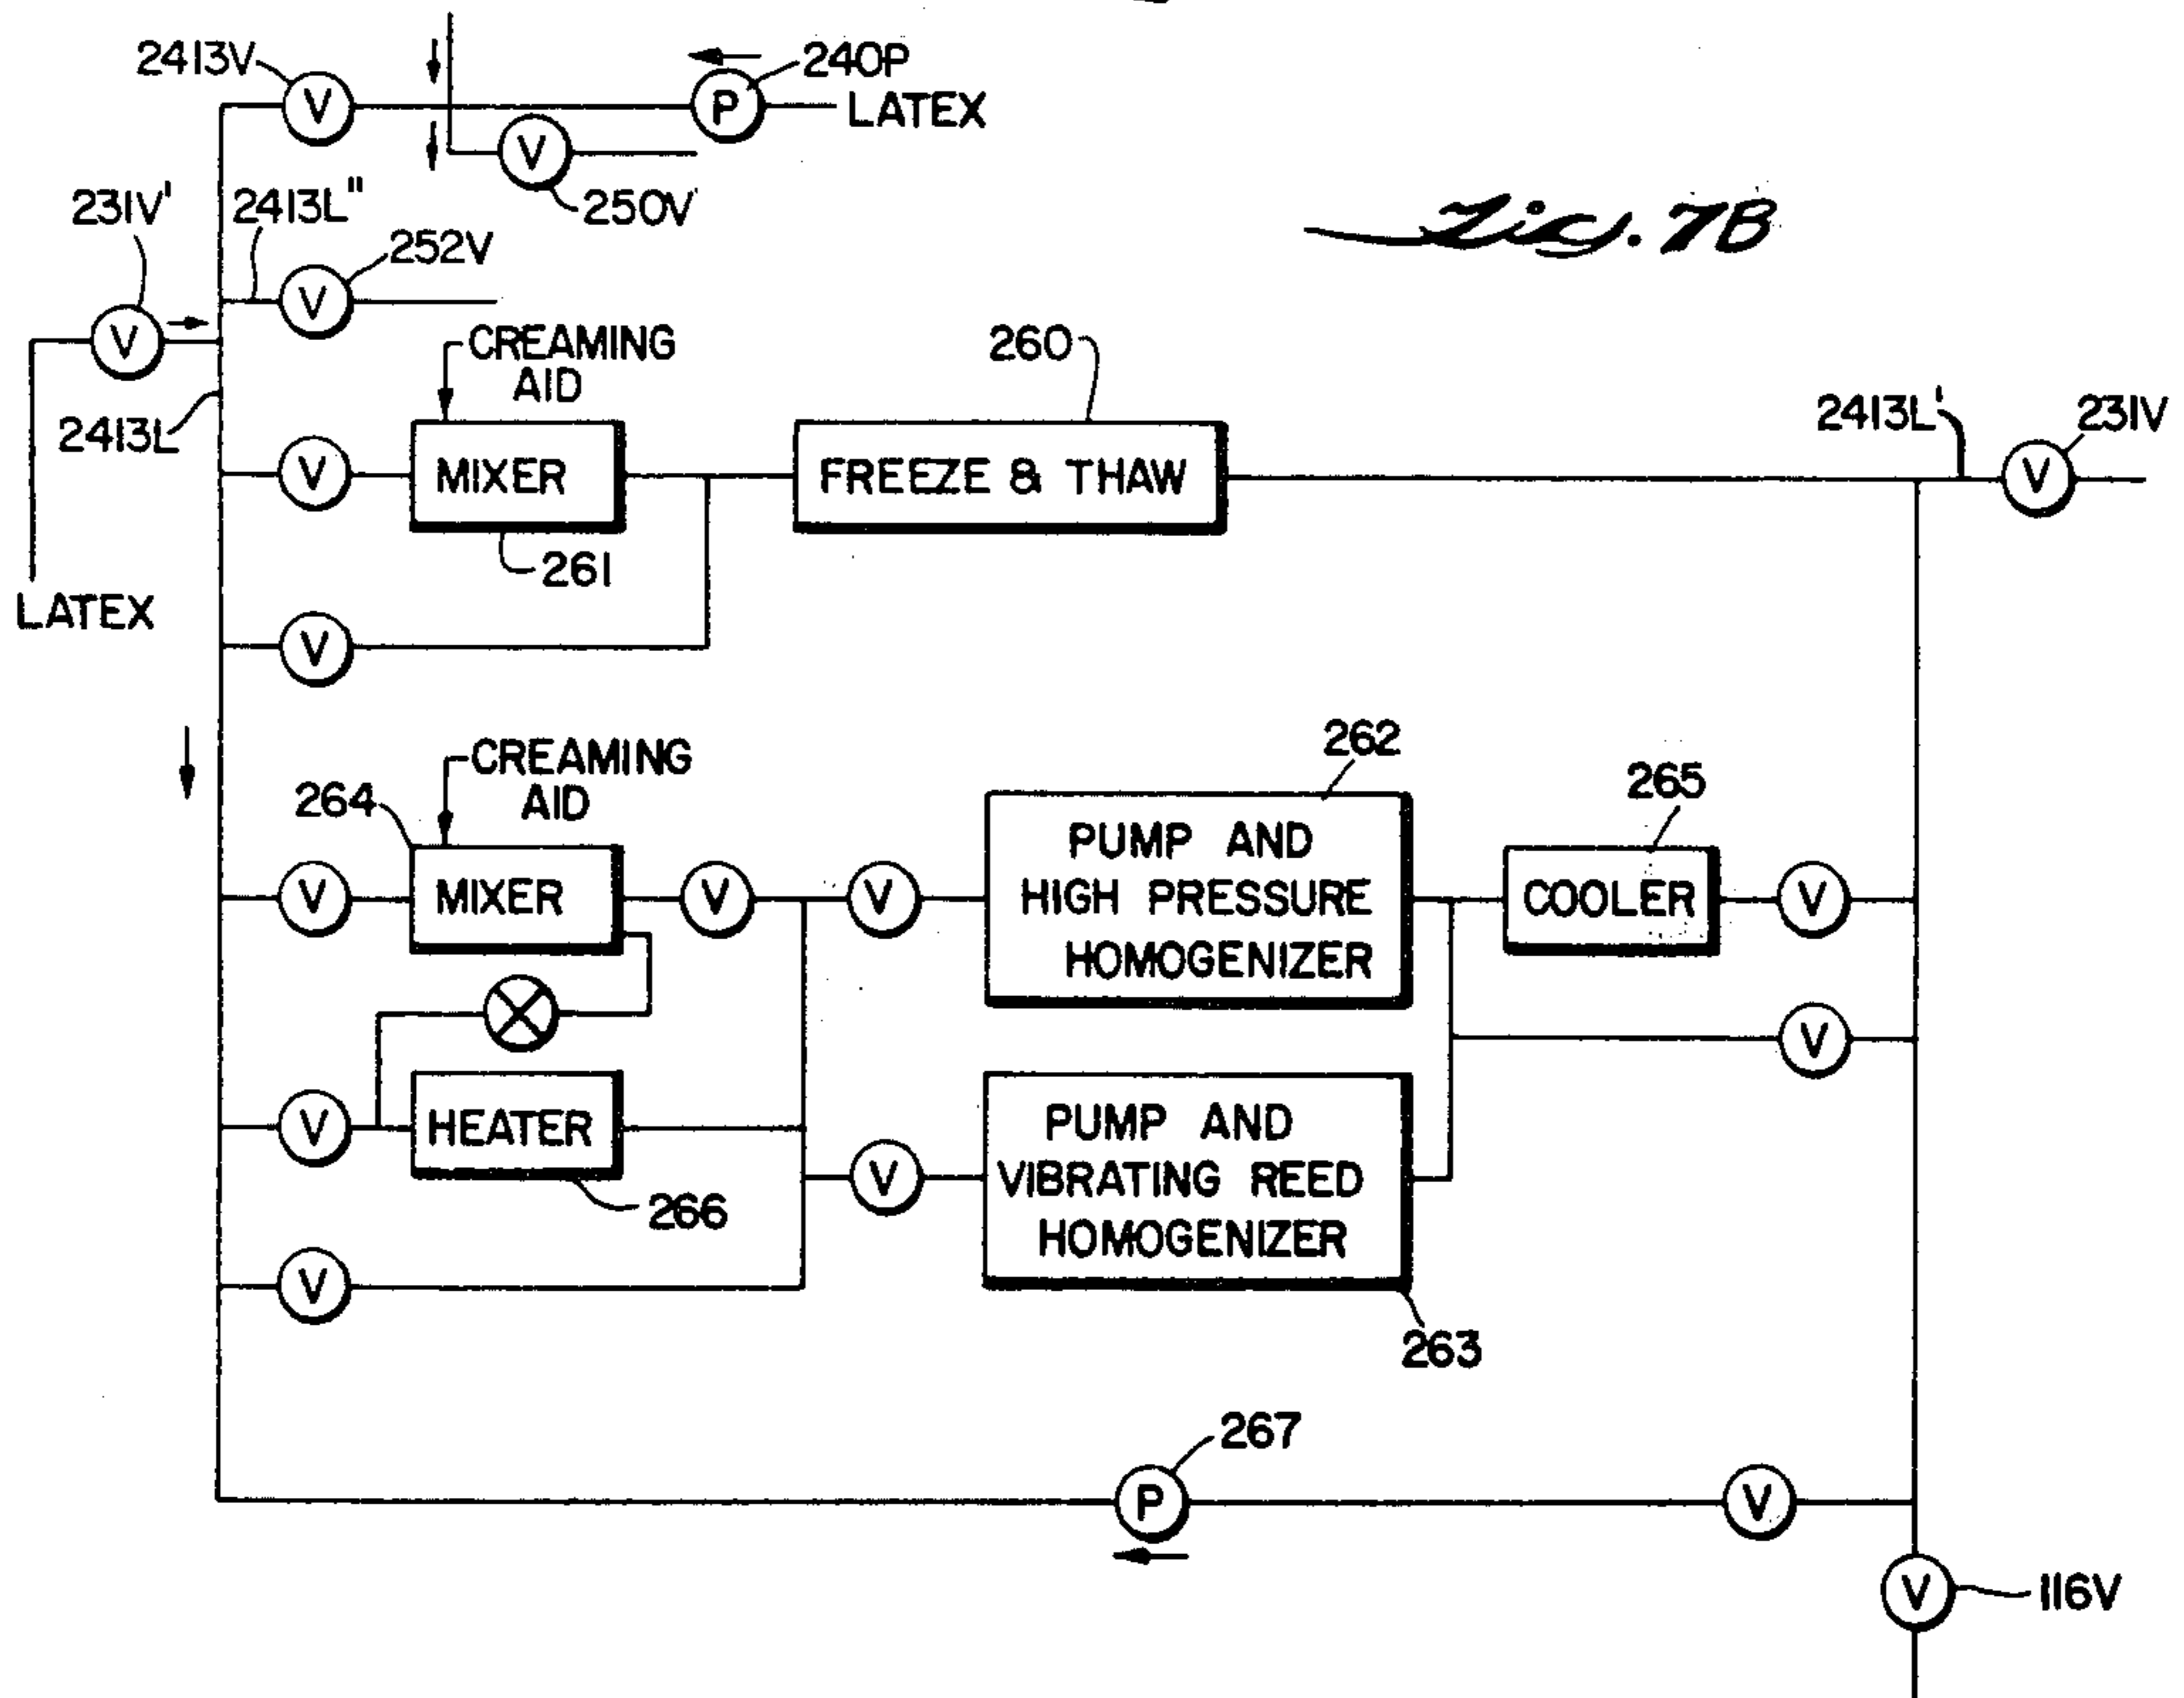 2413V
V
P
240P
LATEX
V
250V
Fig. 7B
231V'
2413L"
252V
V
V
CREAMING
AID
260
2413L'
231V
2413L
V
MIXER
FREEZE & THAW
V
261
LATEX
V
262
CREAMING
AID
265
264
PUMP AND
HIGH PRESSURE
HOMOGENIZER
V
MIXER
V
V
COOLER
V
V
V
HEATER
PUMP AND
VIBRATING REED
HOMOGENIZER
V
266
V
263
267
P
V
V
116V